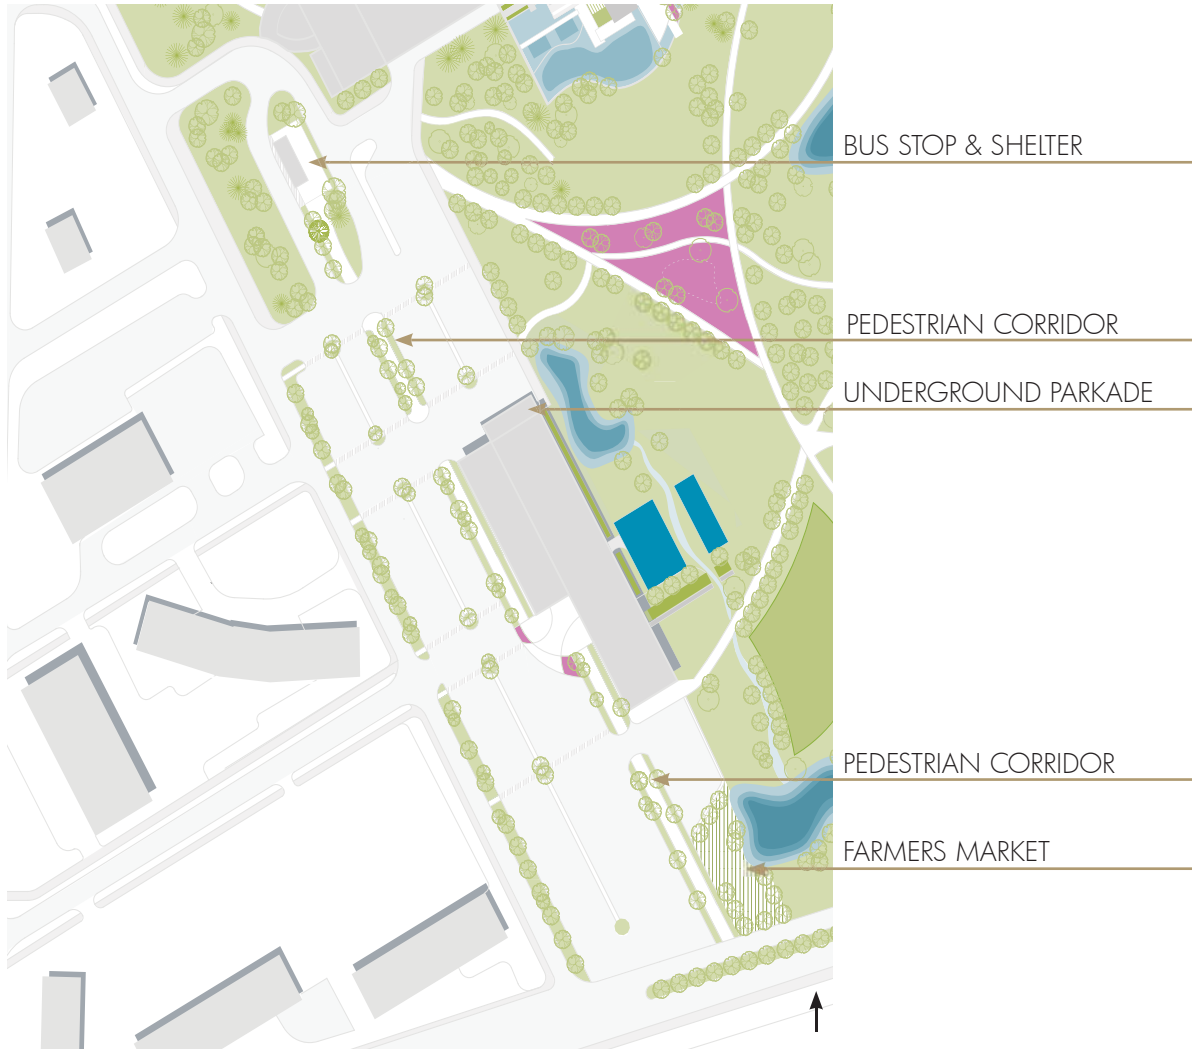 BUS STOP & SHELTER
PEDESTRIAN CORRIDOR
UNDERGROUND PARKADE
PEDESTRIAN CORRIDOR
FARMERS MARKET